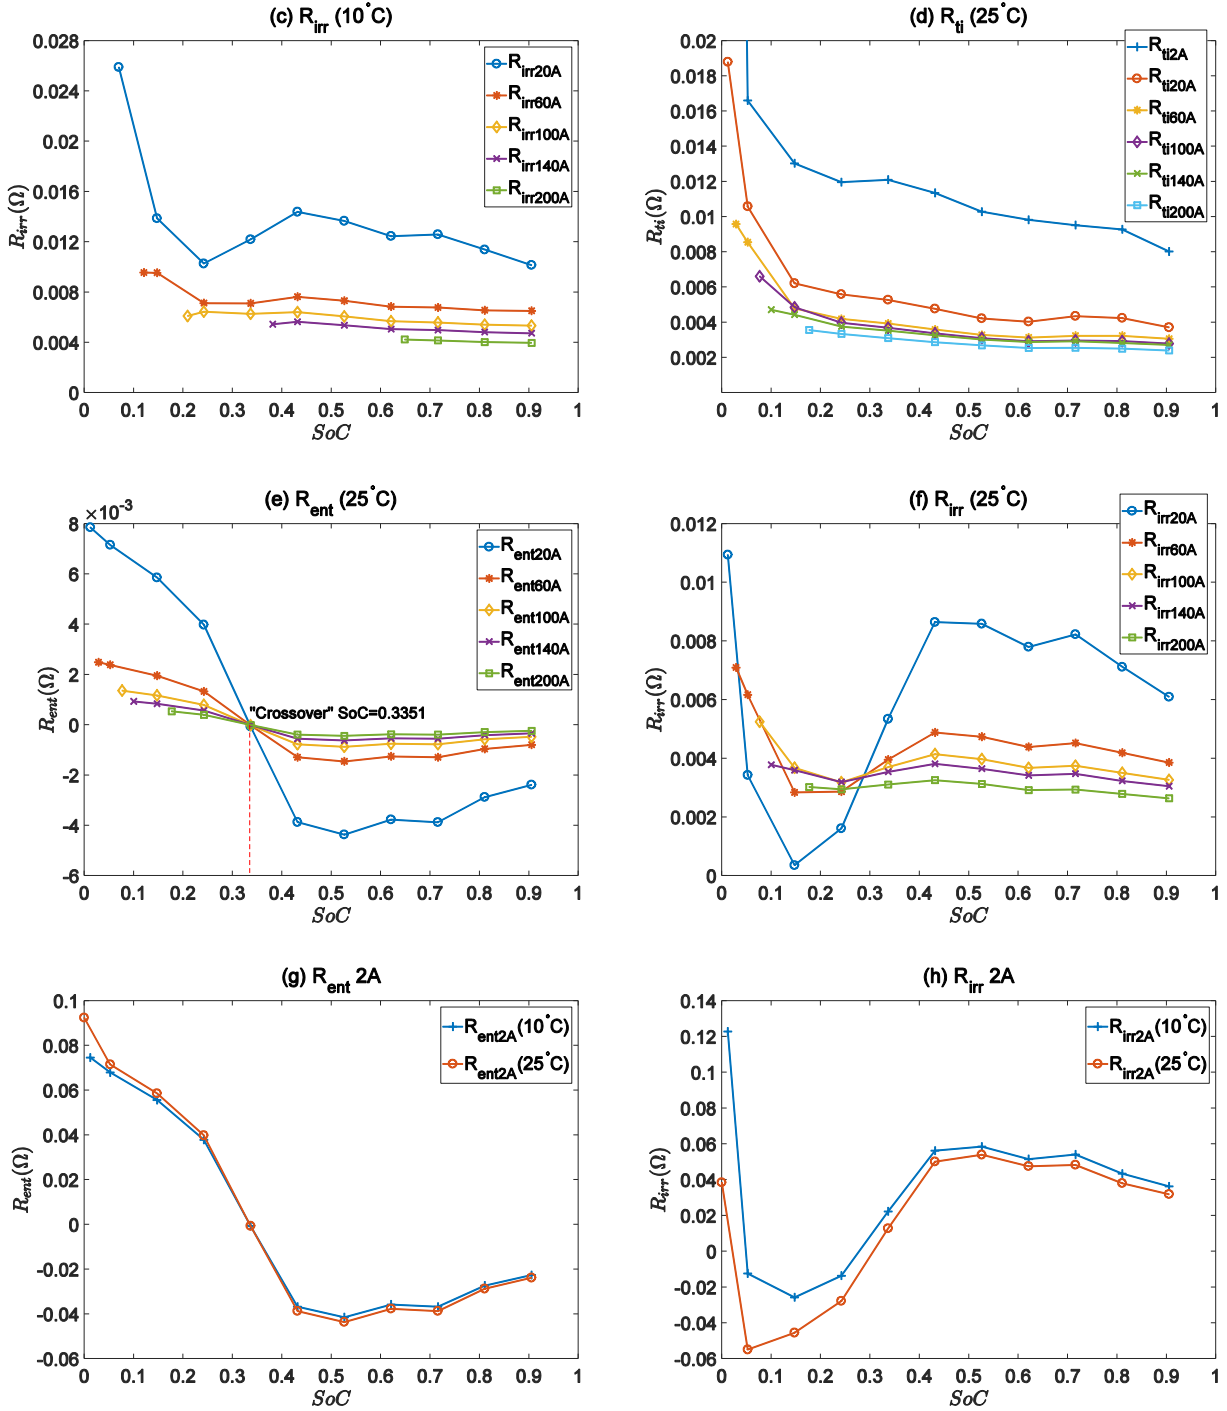 (c) R_irr (10°C)
0.028
0.024
0.02
0.016
0.012
0.008
0.004
0
R_irr(Ω)
0 0.1 0.2 0.3 0.4 0.5 0.6 0.7 0.8 0.9 1
SoC
R_irr20A
R_irr60A
R_irr100A
R_irr140A
R_irr200A
(d) R_ti (25°C)
0.02
0.018
0.016
0.014
0.012
0.01
0.008
0.006
0.004
0.002
R_ti(Ω)
0 0.1 0.2 0.3 0.4 0.5 0.6 0.7 0.8 0.9 1
SoC
R_ti2A
R_ti20A
R_ti60A
R_ti100A
R_ti140A
R_ti200A
(e) R_ent (25°C)
×10^-3
8
6
4
2
0
-2
-4
-6
R_ent(Ω)
0 0.1 0.2 0.3 0.4 0.5 0.6 0.7 0.8 0.9 1
SoC
R_ent20A
R_ent60A
R_ent100A
R_ent140A
R_ent200A
"Crossover" SoC=0.3351
(f) R_irr (25°C)
0.012
0.01
0.008
0.006
0.004
0.002
0
R_irr(Ω)
0 0.1 0.2 0.3 0.4 0.5 0.6 0.7 0.8 0.9 1
SoC
R_irr20A
R_irr60A
R_irr100A
R_irr140A
R_irr200A
(g) R_ent 2A
0.1
0.08
0.06
0.04
0.02
0
-0.02
-0.04
-0.06
R_ent(Ω)
0 0.1 0.2 0.3 0.4 0.5 0.6 0.7 0.8 0.9 1
SoC
R_ent2A(10°C)
R_ent2A(25°C)
(h) R_irr 2A
0.14
0.12
0.10
0.08
0.06
0.04
0.02
0
-0.02
-0.04
-0.06
R_irr(Ω)
0 0.1 0.2 0.3 0.4 0.5 0.6 0.7 0.8 0.9 1
SoC
R_irr2A(10°C)
R_irr2A(25°C)